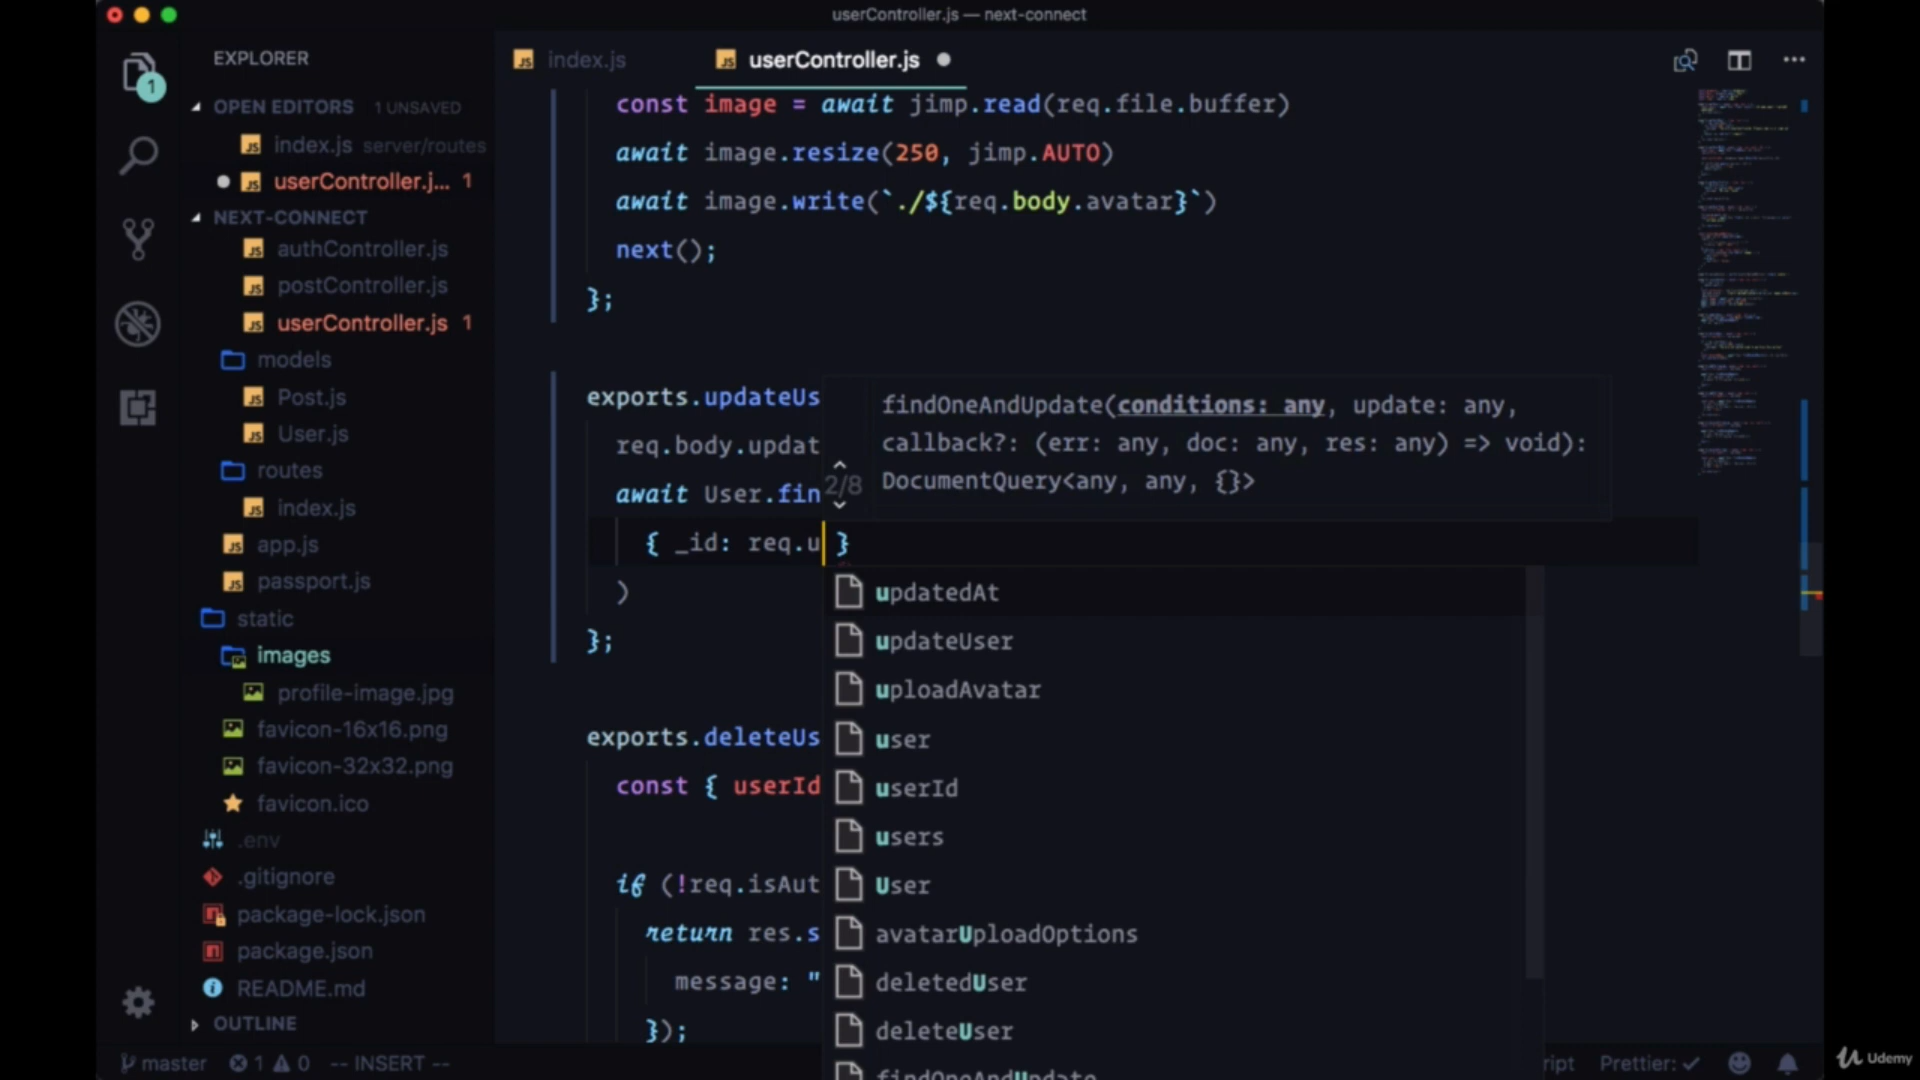 userController.js — next-connect
EXPLORER
OPEN EDITORS 1 UNSAVED
index.js server/routes
userController.j... 1
NEXT-CONNECT
authController.js
postController.js
userController.js 1
models
Post.js
User.js
routes
index.js
app.js
passport.js
static
images
profile-image.jpg
favicon-16x16.png
favicon-32x32.png
favicon.ico
.env
.gitignore
package-lock.json
package.json
README.md
OUTLINE
1
index.js
userController.js
const image = await jimp.read(req.file.buffer)
await image.resize(250, jimp.AUTO)
await image.write(`./${req.body.avatar}`)
next();
};
exports.updateUs
req.body.updat
await User.fin
{ _id: req.u }
)
};
exports.deleteUs
const { userId
if (!req.isAut
return res.s
message: "
});
2/8
findOneAndUpdate(conditions: any, update: any,
callback?: (err: any, doc: any, res: any) => void):
DocumentQuery<any, any, {}>
updatedAt
updateUser
uploadAvatar
user
userId
users
User
avatarUploadOptions
deletedUser
deleteUser
findOneAndUpdate
master 1 0 -- INSERT --
ript Prettier: ✓
Udemy